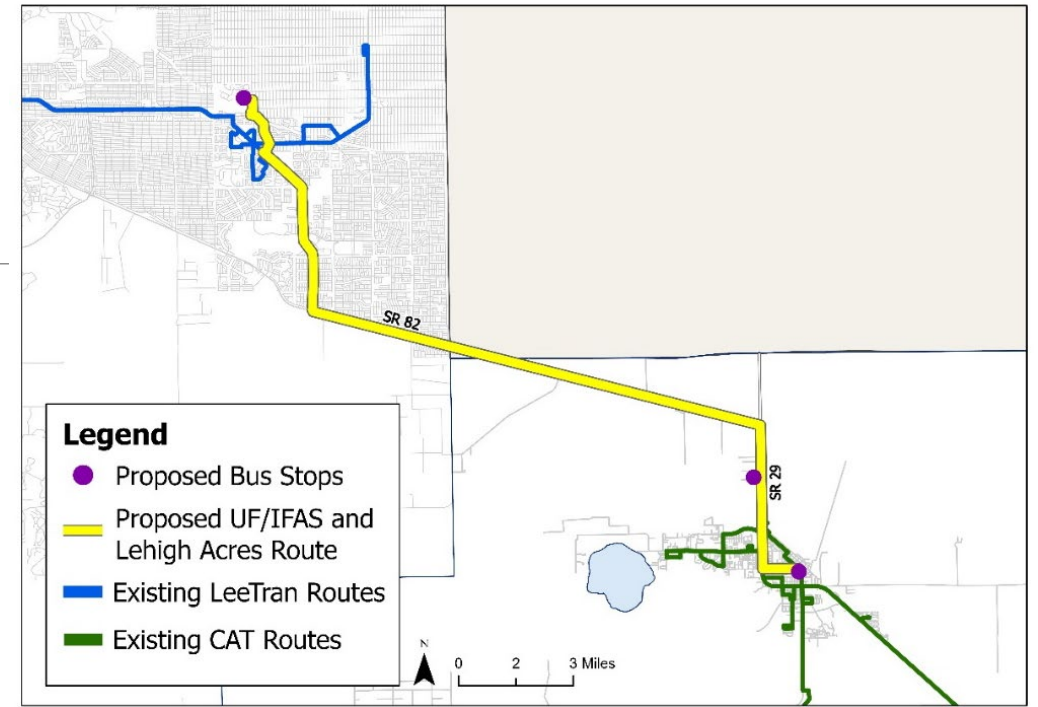 SR 82
SR 29
Legend
Proposed Bus Stops
Proposed UF/IFAS and
Lehigh Acres Route
Existing LeeTran Routes
Existing CAT Routes
N
0 2 3 Miles